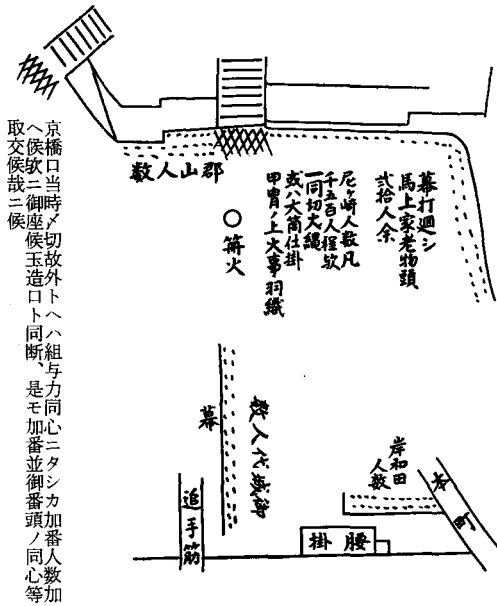 幕打廻シ
馬上家老物頭
弐拾人余
尼ヶ崎人数凡
千五百人程歟
一同切火縄
或ハ大筒仕掛
甲冑ノ上火事羽織
郡山人数
篝火
御城代人数
幕
岸和田
人数
本町
腰掛
追手筋
京橋口当時〆切故外トヘハ組与力同心ニタシカ加番人数加
ヘ候歟ニ御座候玉造口ト同断、是モ加番並御番頭ノ同心等
取交候哉ニ候